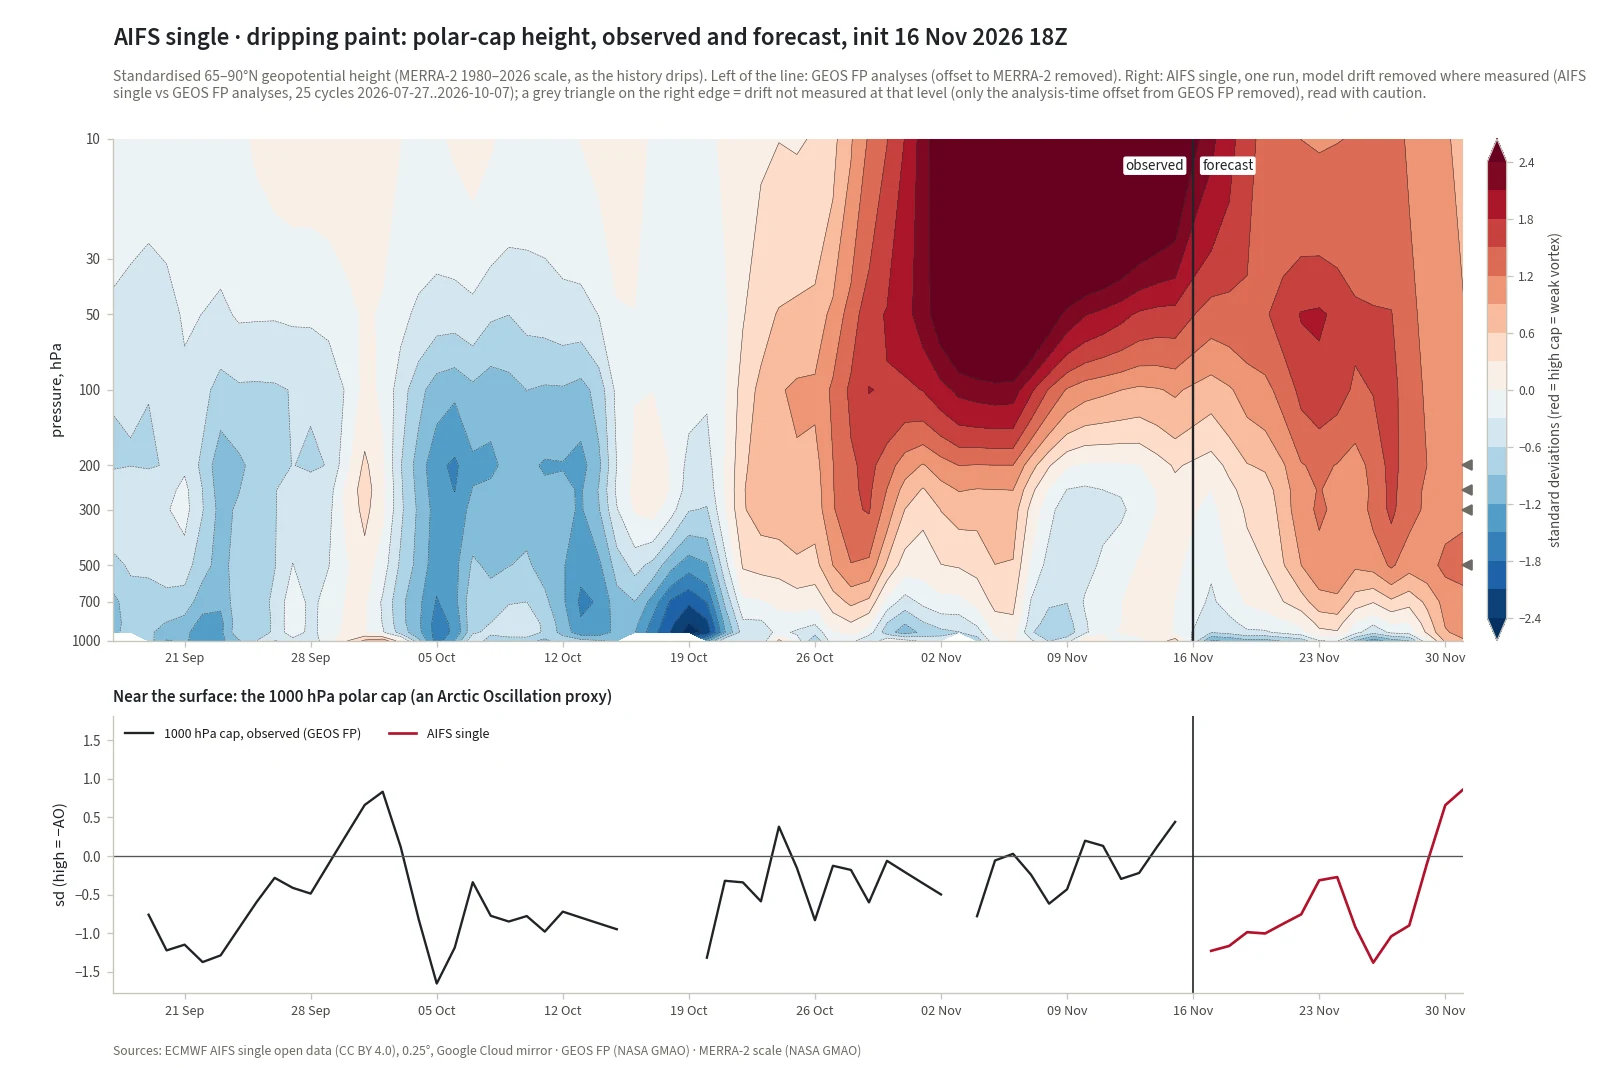 AIFS single · dripping paint: polar-cap height, observed and forecast, init 16 Nov 2026 18Z
Standardised 65–90°N geopotential height (MERRA-2 1980–2026 scale, as the history drips). Left of the line: GEOS FP analyses (offset to MERRA-2 removed). Right: AIFS single, one run, model drift removed where measured (AIFS
single vs GEOS FP analyses, 25 cycles 2026-07-27..2026-10-07); a grey triangle on the right edge = drift not measured at that level (only the analysis-time offset from GEOS FP removed), read with caution.
pressure, hPa
10
30
50
100
200
300
500
700
1000
observed
forecast
21 Sep
28 Sep
05 Oct
12 Oct
19 Oct
26 Oct
02 Nov
09 Nov
16 Nov
23 Nov
30 Nov
2.4
1.8
1.2
0.6
0.0
−0.6
−1.2
−1.8
−2.4
standard deviations (red = high cap = weak vortex)
Near the surface: the 1000 hPa polar cap (an Arctic Oscillation proxy)
1000 hPa cap, observed (GEOS FP)
AIFS single
sd (high = −AO)
1.5
1.0
0.5
0.0
−0.5
−1.0
−1.5
21 Sep
28 Sep
05 Oct
12 Oct
19 Oct
26 Oct
02 Nov
09 Nov
16 Nov
23 Nov
30 Nov
Sources: ECMWF AIFS single open data (CC BY 4.0), 0.25°, Google Cloud mirror · GEOS FP (NASA GMAO) · MERRA-2 scale (NASA GMAO)